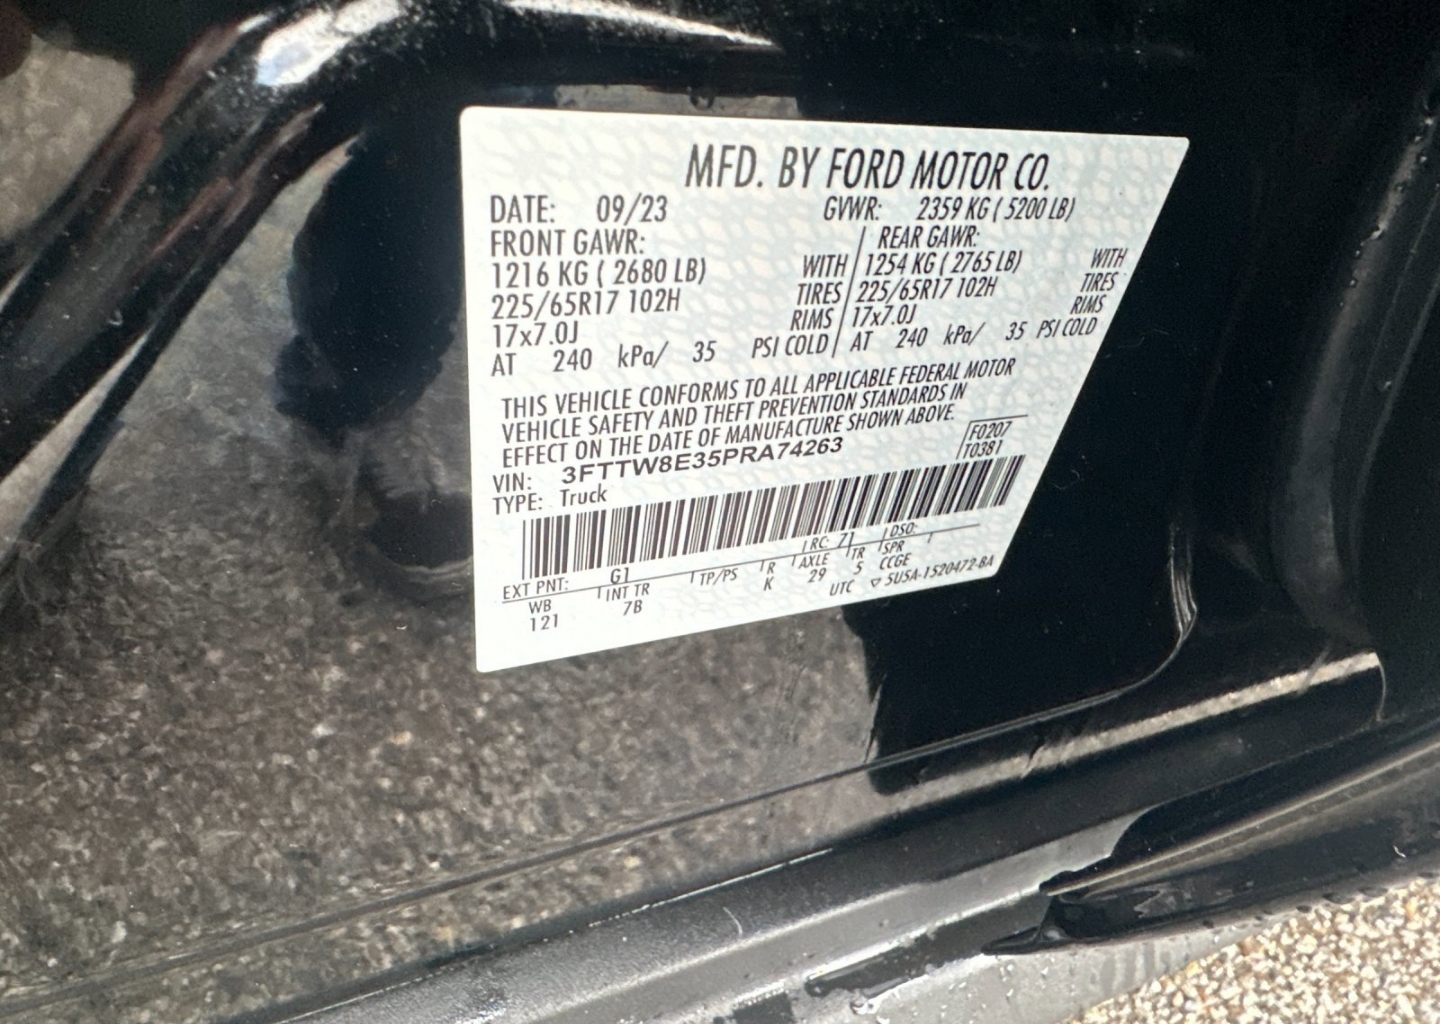 MFD. BY FORD MOTOR CO.
DATE: 09/23 GVWR: 2359 KG ( 5200 LB)
FRONT GAWR: REAR GAWR:
1216 KG ( 2680 LB) WITH 1254 KG ( 2765 LB) WITH
225/65R17 102H TIRES 225/65R17 102H TIRES
17x7.0J RIMS 17x7.0J RIMS
AT 240 kPa/ 35 PSI COLD AT 240 kPa/ 35 PSI COLD
THIS VEHICLE CONFORMS TO ALL APPLICABLE FEDERAL MOTOR
VEHICLE SAFETY AND THEFT PREVENTION STANDARDS IN
EFFECT ON THE DATE OF MANUFACTURE SHOWN ABOVE.
VIN: 3FTTW8E35PRA74263 F0207
TYPE: Truck T0381
EXT PNT: G1 RC: 71 DSO:
WB INT TR TP/PS R AXLE TR SPR
121 7B K 29 5 CCGE
UTC ▽ 5U5A-1520472-BA